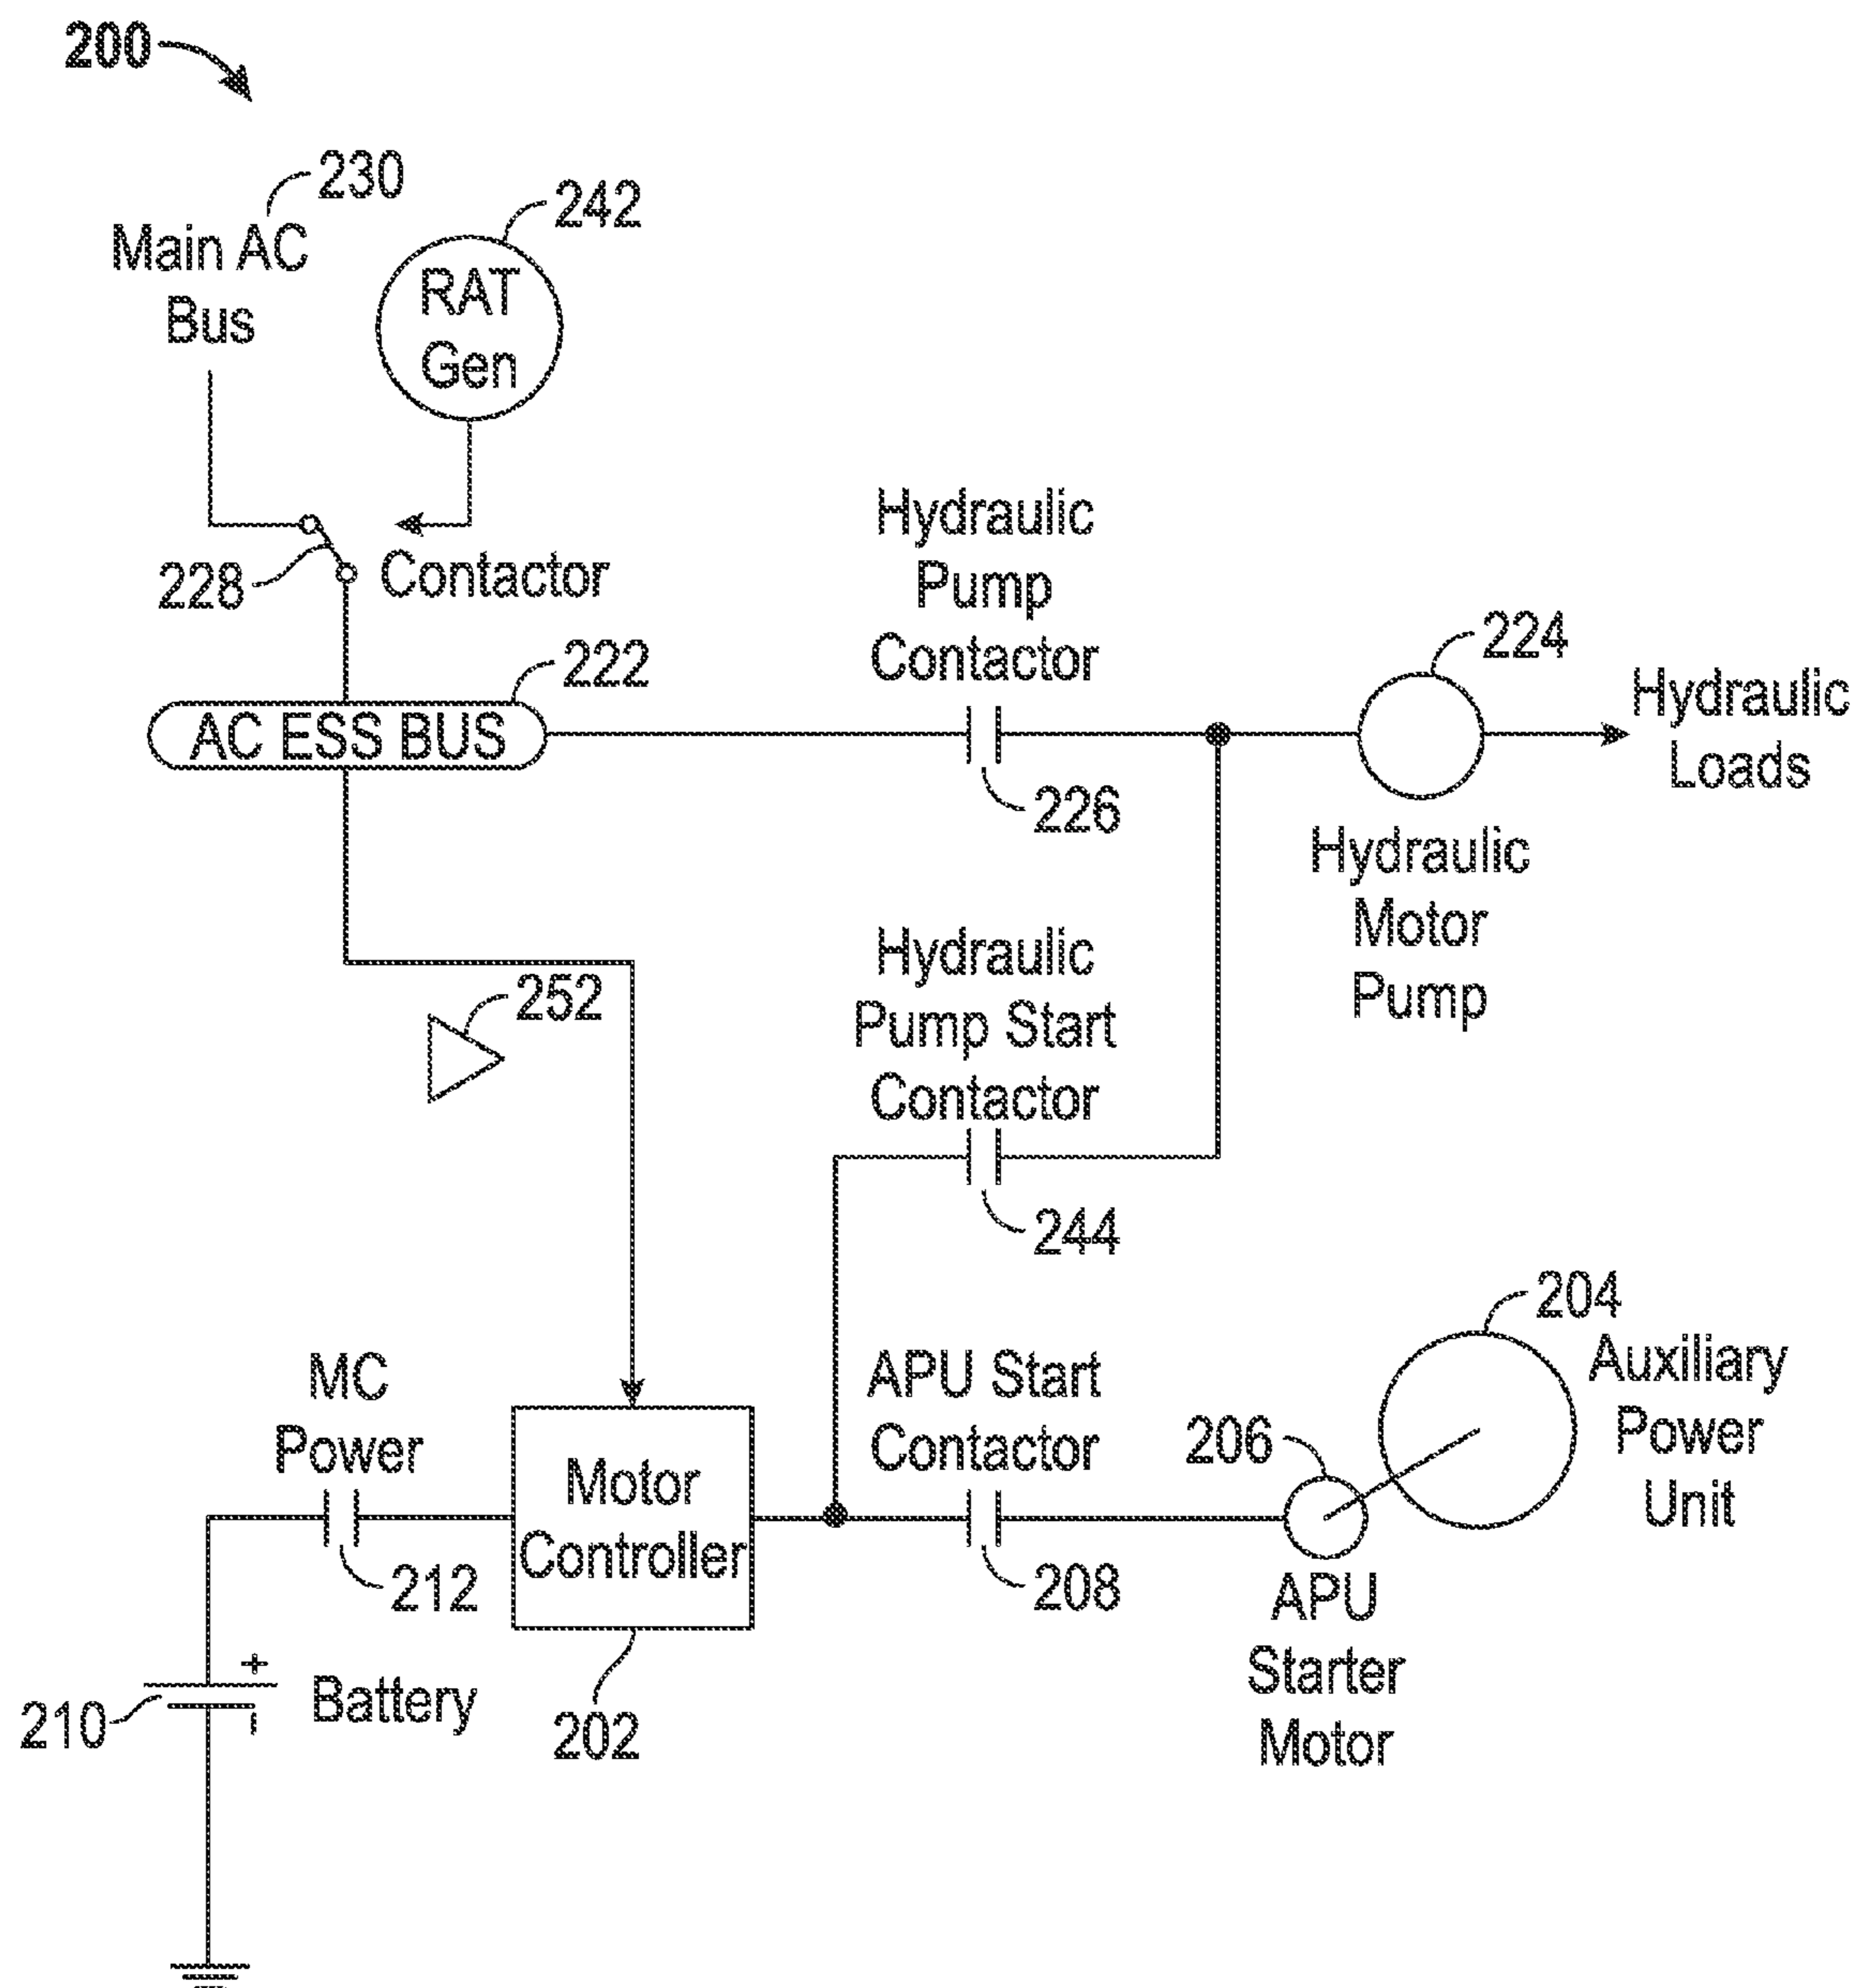 200
230
Main AC
Bus
242
RAT
Gen
228
Contactor
222
AC ESS BUS
Hydraulic
Pump
Contactor
226
224
Hydraulic
Loads
Hydraulic
Motor
Pump
252
Hydraulic
Pump Start
Contactor
244
204
Auxiliary
Power
Unit
MC
Power
212
Motor
Controller
202
APU Start
Contactor
208
206
APU
Starter
Motor
+
210
Battery